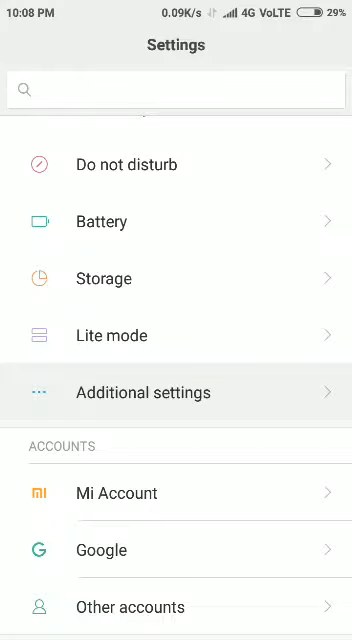 10:08 PM 0.09K/s 4G VoLTE 29%
Settings
Do not disturb
Battery
Storage
Lite mode
Additional settings
ACCOUNTS
Mi Account
Google
Other accounts